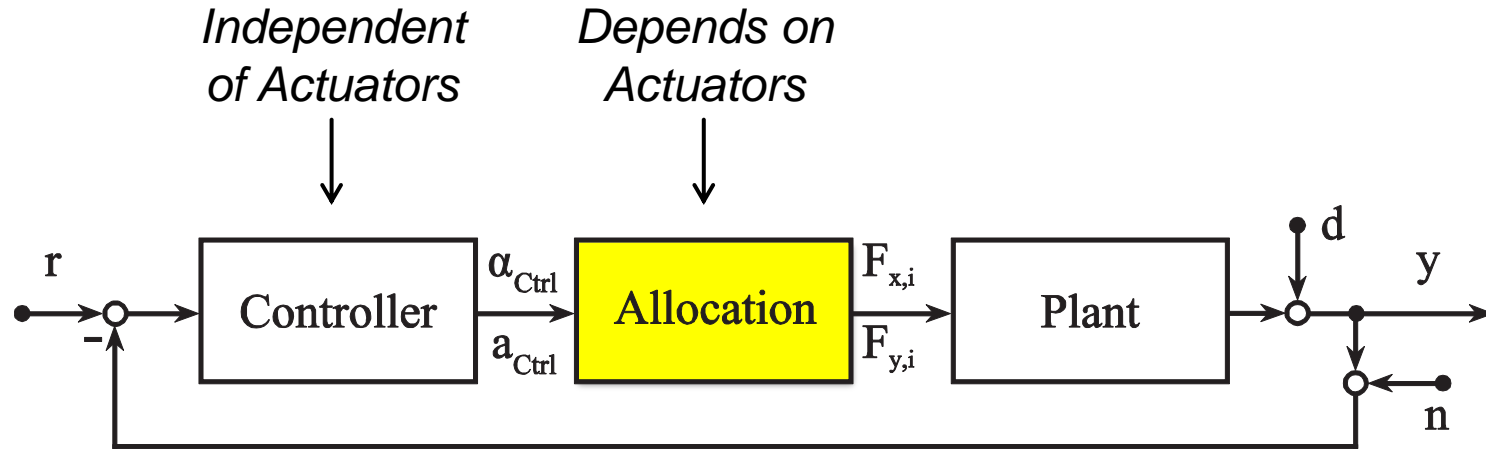 Independent
of Actuators
Depends on
Actuators
r
-
Controller
α_Ctrl
a_Ctrl
Allocation
F_x,i
F_y,i
Plant
d
y
n